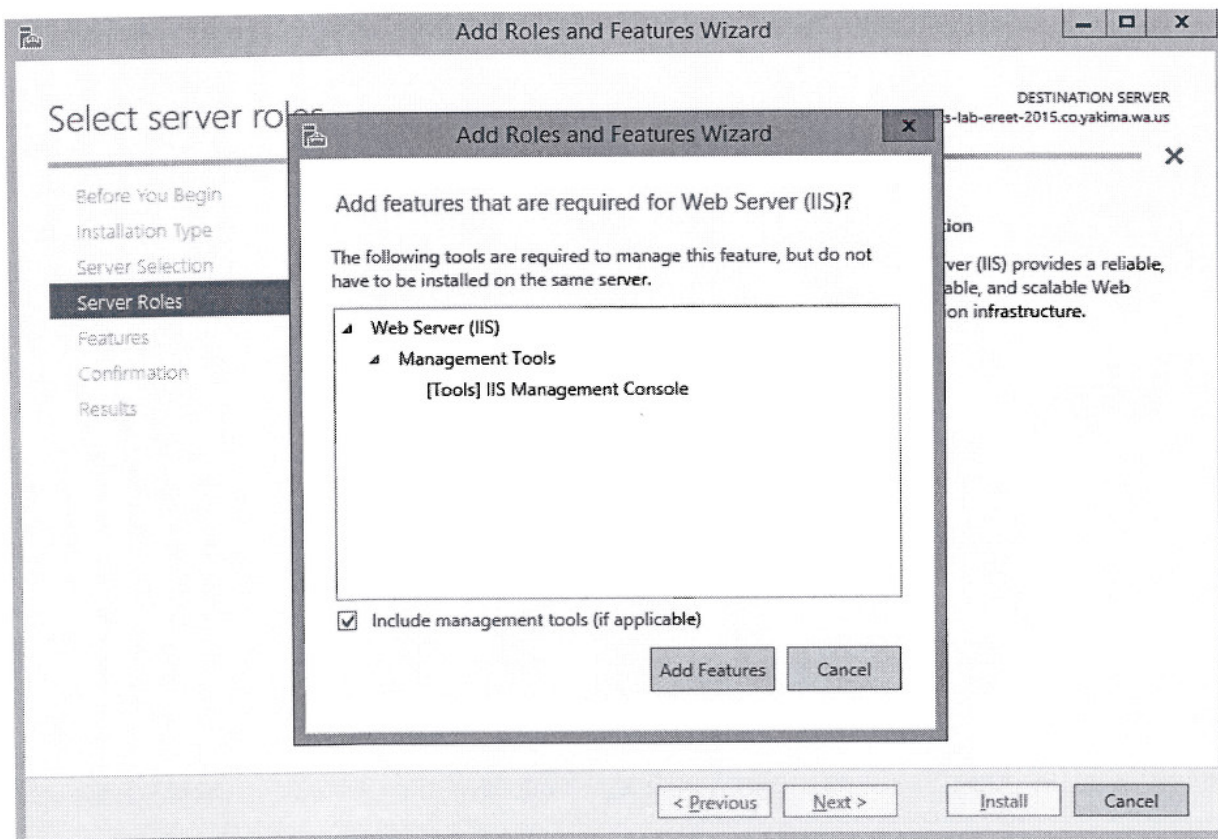 Add Roles and Features Wizard
Select server roles
DESTINATION SERVER
s-lab-ereet-2015.co.yakima.wa.us
Before You Begin
Installation Type
Server Selection
Server Roles
Features
Confirmation
Results
Add Roles and Features Wizard
Add features that are required for Web Server (IIS)?
The following tools are required to manage this feature, but do not
have to be installed on the same server.
Web Server (IIS)
Management Tools
[Tools] IIS Management Console
Include management tools (if applicable)
Add Features
Cancel
ion
ver (IIS) provides a reliable,
able, and scalable Web
ion infrastructure.
< Previous
Next >
Install
Cancel